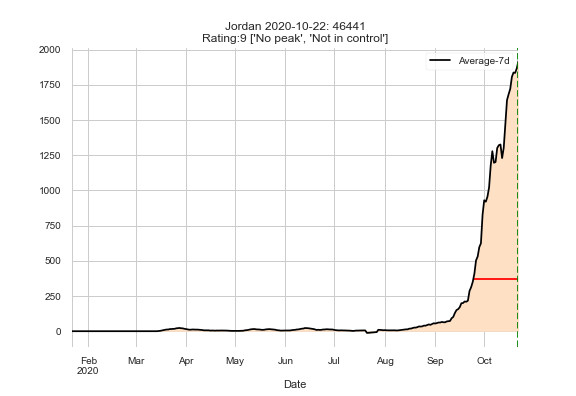 Jordan 2020-10-22: 46441
Rating:9 ['No peak', 'Not in control']
Average-7d
2000
1750
1500
1250
1000
750
500
250
0
Feb Mar Apr May Jun Jul Aug Sep Oct
2020
Date